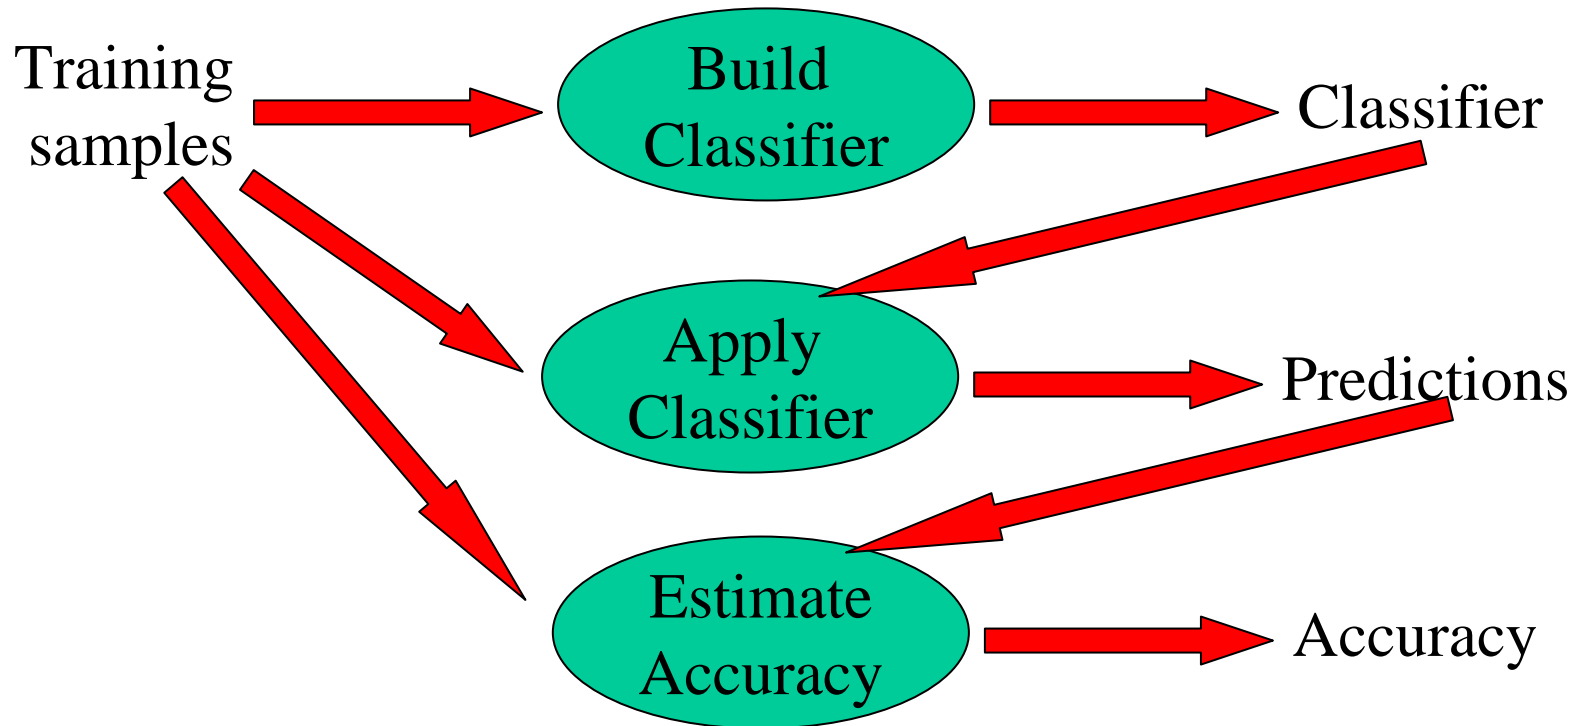 Training
samples
Build
Classifier
Classifier
Apply
Classifier
Predictions
Estimate
Accuracy
Accuracy